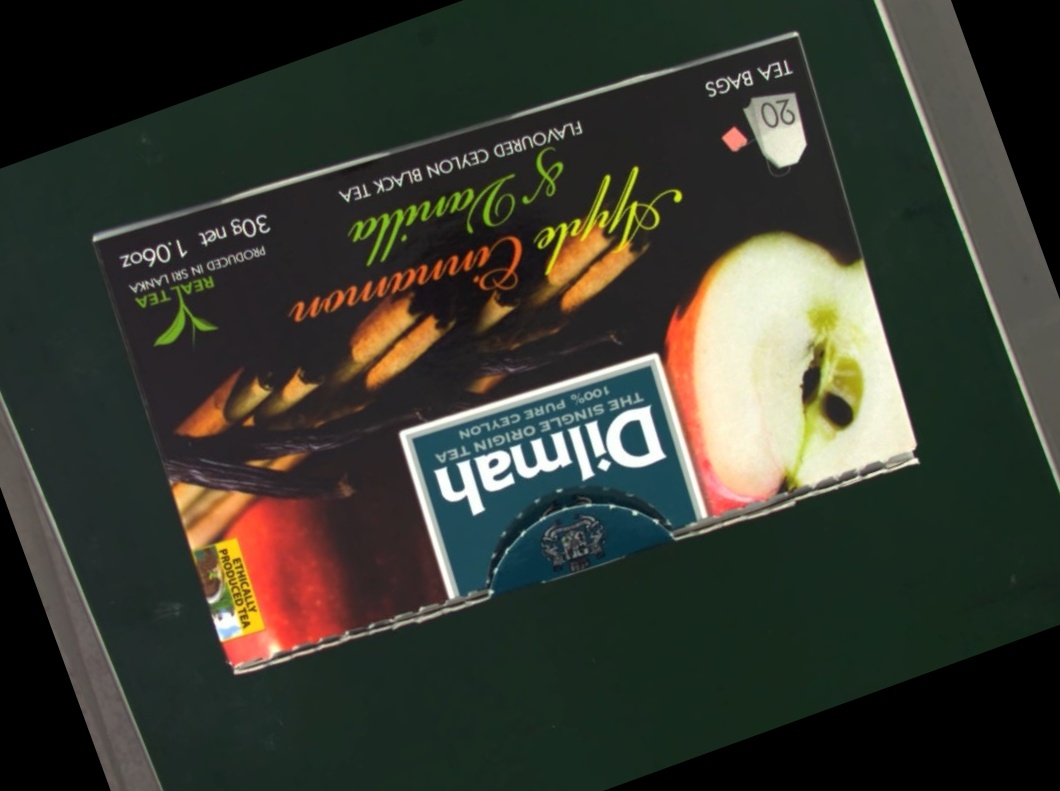 Dilmah
THE SINGLE ORIGIN TEA
100% PURE CEYLON
ETHICALLY
PRODUCED TEA
Apple Cinnamon
& Vanilla
FLAVOURED CEYLON BLACK TEA
20
TEA BAGS
REAL TEA
PRODUCED IN SRI LANKA
30g net 1.06oz